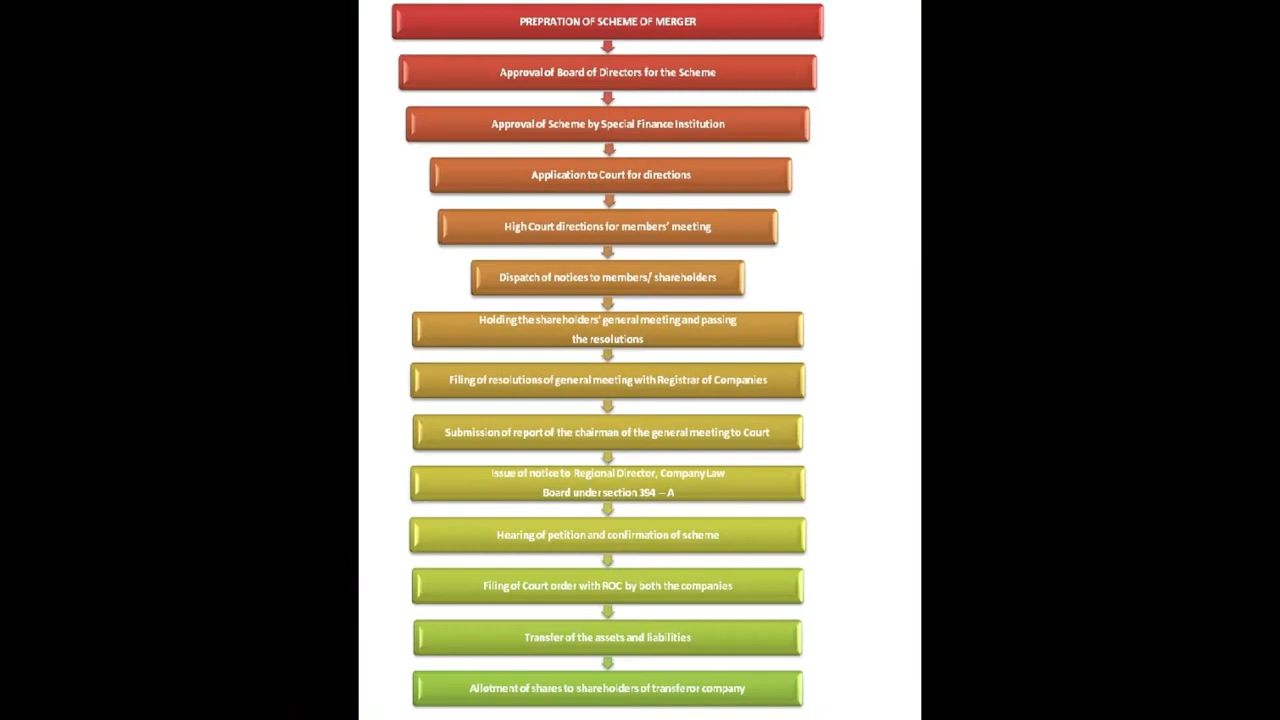 PREPRATION OF SCHEME OF MERGER
Approval of Board of Directors for the Scheme
Approval of Scheme by Special Finance Institution
Application to Court for directions
High Court directions for members' meeting
Dispatch of notices to members/ shareholders
Holding the shareholders' general meeting and passing
the resolutions
Filing of resolutions of general meeting with Registrar of Companies
Submission of report of the chairman of the general meeting to Court
Issue of notice to Regional Director, Company Law
Board under section 394 – A
Hearing of petition and confirmation of scheme
Filing of Court order with ROC by both the companies
Transfer of the assets and liabilities
Allotment of shares to shareholders of transferor company